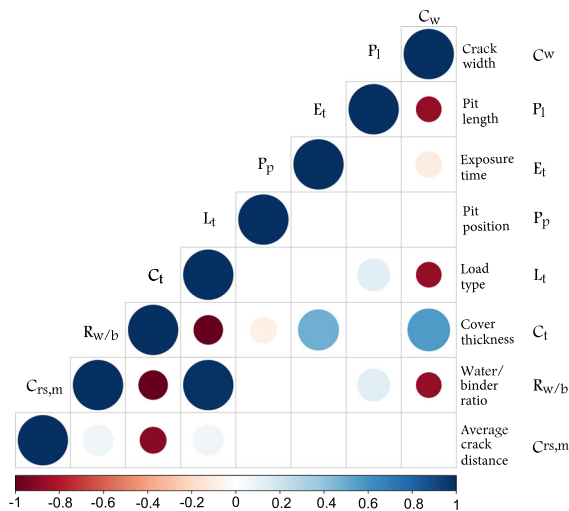 Cw
Pl
Crack
width
Cw
Et
Pit
length
Pl
Pp
Exposure
time
Et
Lt
Pit
position
Pp
Ct
Load
type
Lt
Rw/b
Cover
thickness
Ct
Crs,m
Water/
binder
ratio
Rw/b
Average
crack
distance
Crs,m
-1 -0.8 -0.6 -0.4 -0.2 0 0.2 0.4 0.6 0.8 1